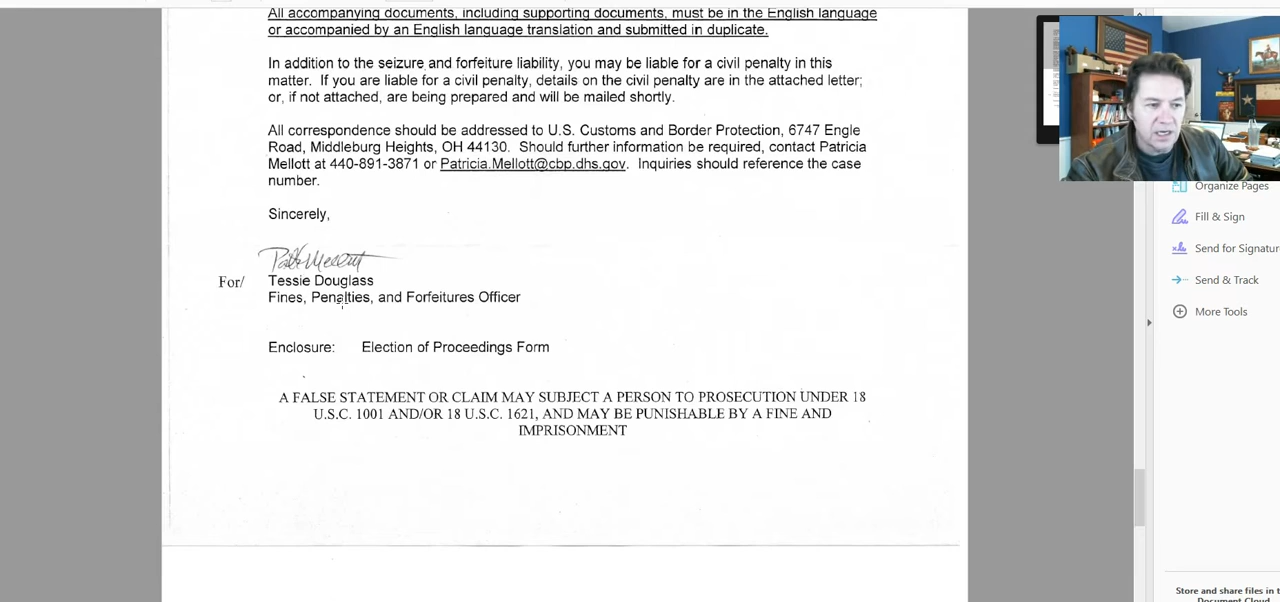 All accompanying documents, including supporting documents, must be in the English language
or accompanied by an English language translation and submitted in duplicate.
In addition to the seizure and forfeiture liability, you may be liable for a civil penalty in this
matter. If you are liable for a civil penalty, details on the civil penalty are in the attached letter;
or, if not attached, are being prepared and will be mailed shortly.
All correspondence should be addressed to U.S. Customs and Border Protection, 6747 Engle
Road, Middleburg Heights, OH 44130. Should further information be required, contact Patricia
Mellott at 440-891-3871 or Patricia.Mellott@cbp.dhs.gov. Inquiries should reference the case
number.
Sincerely,
For/ Tessie Douglass
Fines, Penalties, and Forfeitures Officer
Enclosure: Election of Proceedings Form
A FALSE STATEMENT OR CLAIM MAY SUBJECT A PERSON TO PROSECUTION UNDER 18
U.S.C. 1001 AND/OR 18 U.S.C. 1621, AND MAY BE PUNISHABLE BY A FINE AND
IMPRISONMENT
Organize Pages
Fill & Sign
Send for Signatur
Send & Track
More Tools
Store and share files in t
Document Cloud